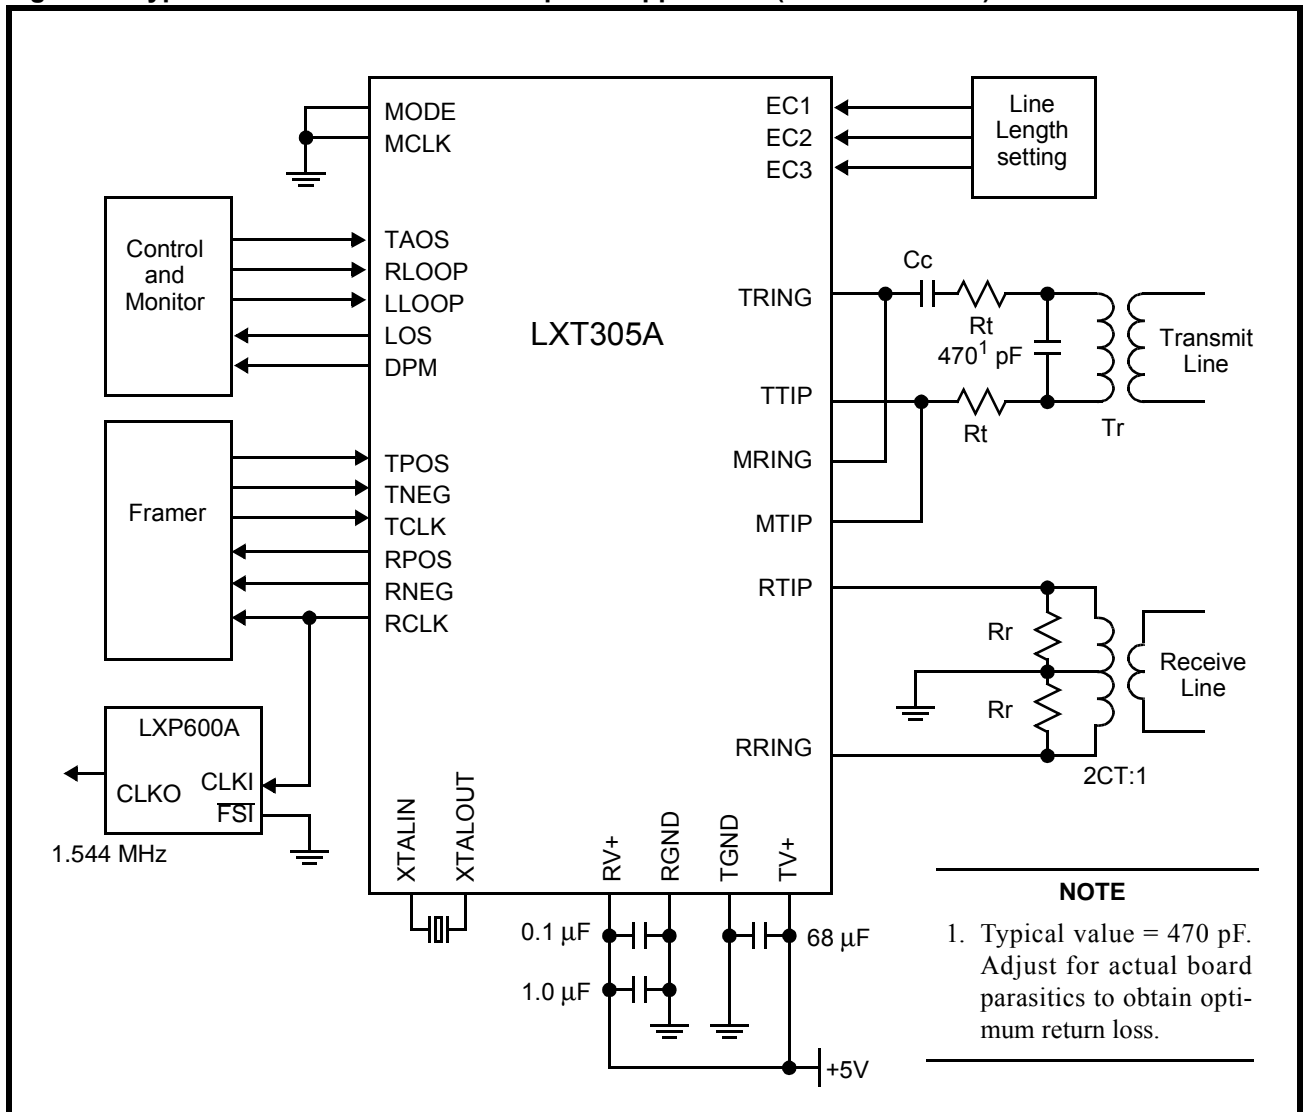 MODE
MCLK
EC1
EC2
EC3
Line
Length
setting
Control
and
Monitor
TAOS
RLOOP
LLOOP
LOS
DPM
LXT305A
TRING
TTIP
MRING
MTIP
Cc
Rt
470¹ pF
Rt
Tr
Transmit
Line
Framer
TPOS
TNEG
TCLK
RPOS
RNEG
RCLK
RTIP
RRING
Rr
Rr
2CT:1
Receive
Line
LXP600A
CLKI
CLKO
FSI
1.544 MHz
XTALIN
XTALOUT
RV+
RGND
TGND
TV+
0.1 µF
1.0 µF
68 µF
+5V
NOTE
1. Typical value = 470 pF.
Adjust for actual board
parasitics to obtain opti-
mum return loss.